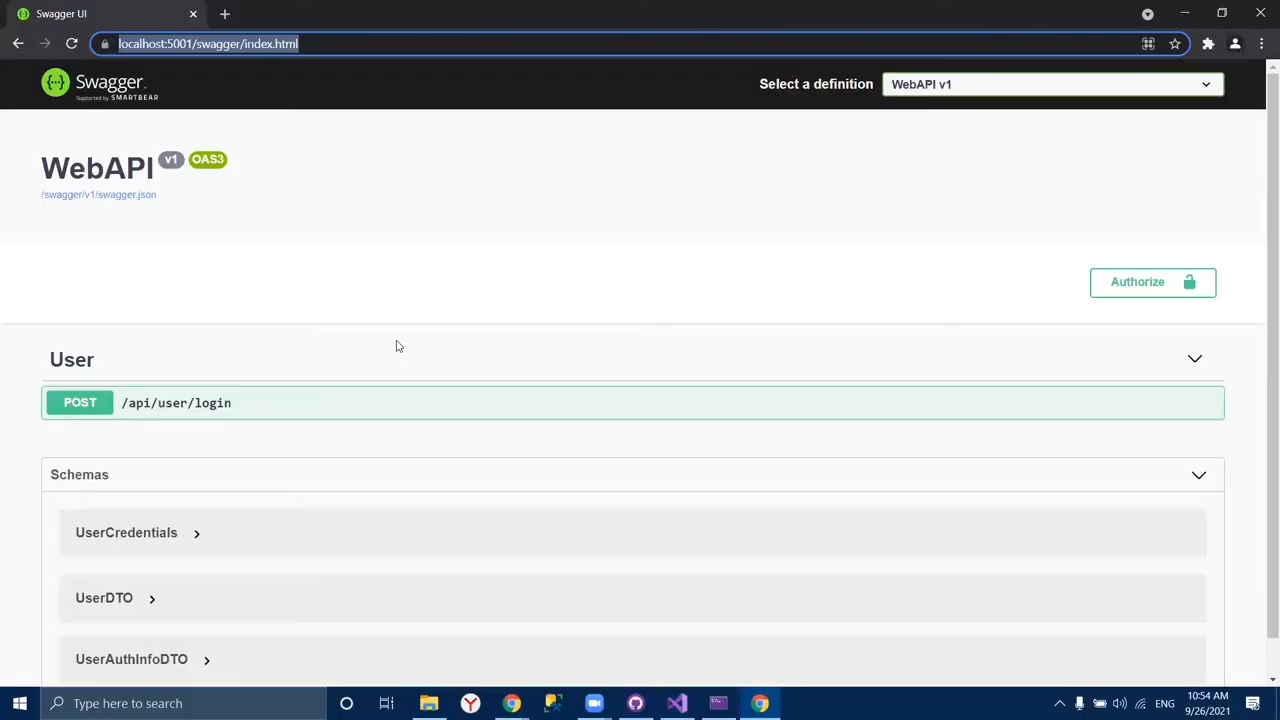 Swagger UI
localhost:5001/swagger/index.html
Swagger
Supported by SMARTBEAR
Select a definition
WebAPI v1
WebAPI v1 OAS3
/swagger/v1/swagger.json
Authorize
User
POST /api/user/login
Schemas
UserCredentials
UserDTO
UserAuthInfoDTO
Type here to search
ENG
10:54 AM
9/26/2021